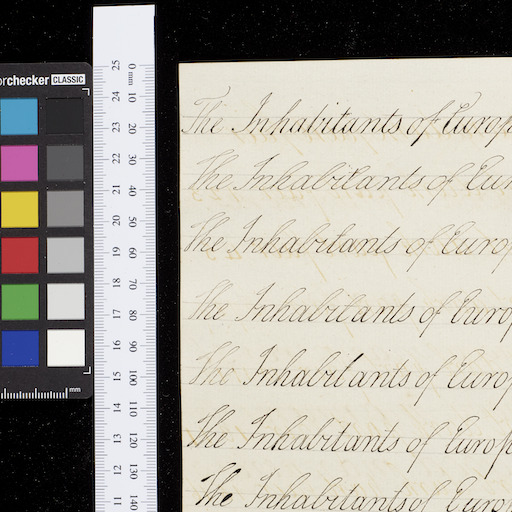 orchecker CLASSIC
mm
25 24 23 22 21 20 19 18 17 16 15 14 13 12 11
0 mm 10 20 30 40 50 60 70 80 90 100 110 120 130 140
The Inhabitants of Europ
The Inhabitants of Eur
The Inhabitants of Europ
The Inhabitants of Europ
The Inhabitants of Europ
The Inhabitants of Europ
The Inhabitants of Europ